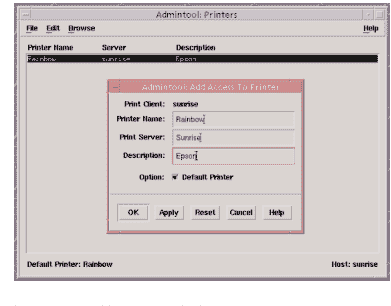 Admintool: Printers
File Edit Browse Help
Printer Name Server Description
Rainbow sunrise Epson
Admintool: Add Access To Printer
Print Client: sunrise
Printer Name: Rainbow
Print Server: Sunrise
Description: Epson
Option: Default Printer
OK Apply Reset Cancel Help
Default Printer: Rainbow Host: sunrise